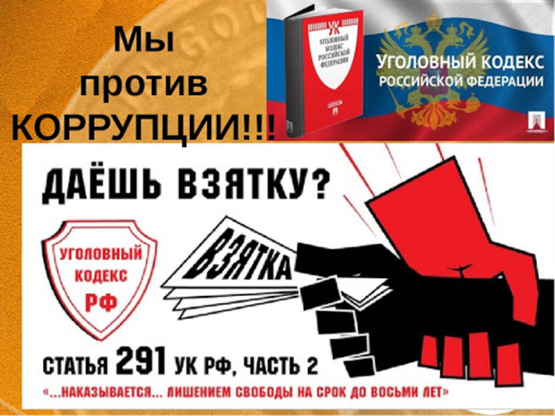 Мы
против
КОРРУПЦИИ!!!
УК
УГОЛОВНЫЙ
КОДЕКС
РОССИЙСКОЙ
ФЕДЕРАЦИИ
УГОЛОВНЫЙ КОДЕКС
РОССИЙСКОЙ ФЕДЕРАЦИИ
ДАЁШЬ ВЗЯТКУ?
УГОЛОВНЫЙ
КОДЕКС
РФ
ВЗЯТКА
СТАТЬЯ 291 УК РФ, ЧАСТЬ 2
«...НАКАЗЫВАЕТСЯ... ЛИШЕНИЕМ СВОБОДЫ НА СРОК ДО ВОСЬМИ ЛЕТ»